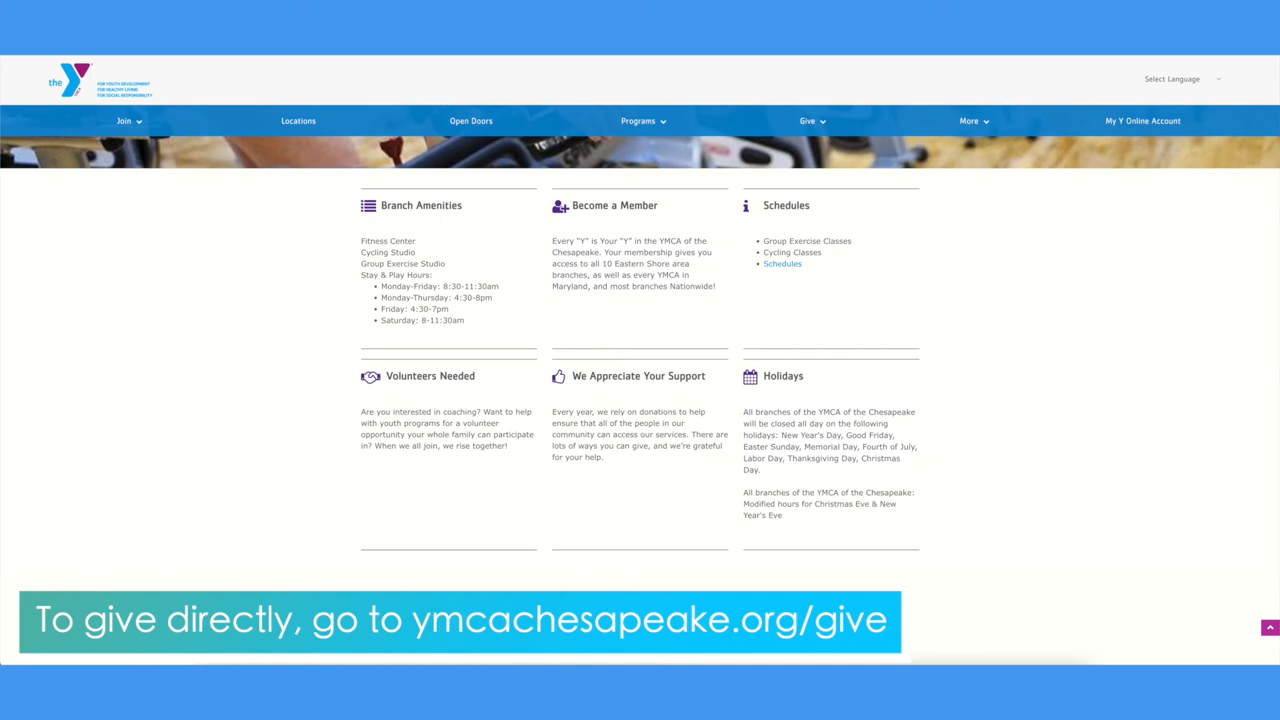 the
FOR YOUTH DEVELOPMENT
FOR HEALTHY LIVING
FOR SOCIAL RESPONSIBILITY
Select Language
Join
Locations
Open Doors
Programs
Give
More
My Y Online Account
Branch Amenities
Fitness Center
Cycling Studio
Group Exercise Studio
Stay & Play Hours:
• Monday-Friday: 8:30-11:30am
• Monday-Thursday: 4:30-8pm
• Friday: 4:30-7pm
• Saturday: 8-11:30am
Become a Member
Every “Y” is Your “Y” in the YMCA of the
Chesapeake. Your membership gives you
access to all 10 Eastern Shore area
branches, as well as every YMCA in
Maryland, and most branches Nationwide!
Schedules
• Group Exercise Classes
• Cycling Classes
• Schedules
Volunteers Needed
Are you interested in coaching? Want to help
with youth programs for a volunteer
opportunity your whole family can participate
in? When we all join, we rise together!
We Appreciate Your Support
Every year, we rely on donations to help
ensure that all of the people in our
community can access our services. There are
lots of ways you can give, and we’re grateful
for your help.
Holidays
All branches of the YMCA of the Chesapeake
will be closed all day on the following
holidays: New Year's Day, Good Friday,
Easter Sunday, Memorial Day, Fourth of July,
Labor Day, Thanksgiving Day, Christmas
Day.
All branches of the YMCA of the Chesapeake:
Modified hours for Christmas Eve & New
Year's Eve
To give directly, go to ymcachesapeake.org/give